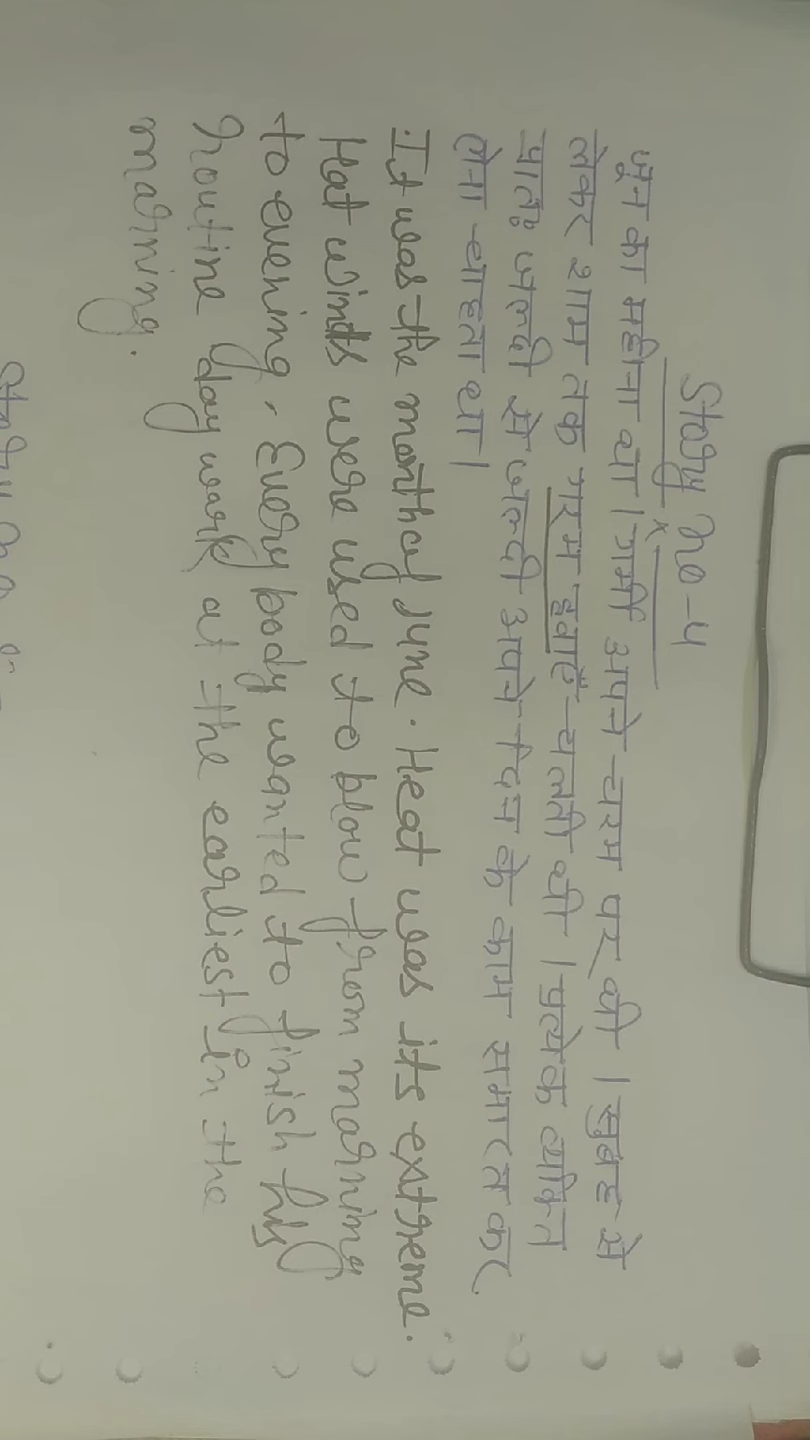 Story no-4
जून का महीना था। गर्मी अपने चरम पर थी। सुबह से
लेकर शाम तक गरम हवाएँ चलती थी। प्रत्येक व्यक्ति
प्रातः जल्दी से जल्दी अपने दिन के काम समाप्त कर
लेना चाहता था।
It was the month of June. Heat was its extreme.
Hot winds were used to blow from morning
to evening. Every body wanted to finish his
routine day work at the earliest in the
morning.
Story no